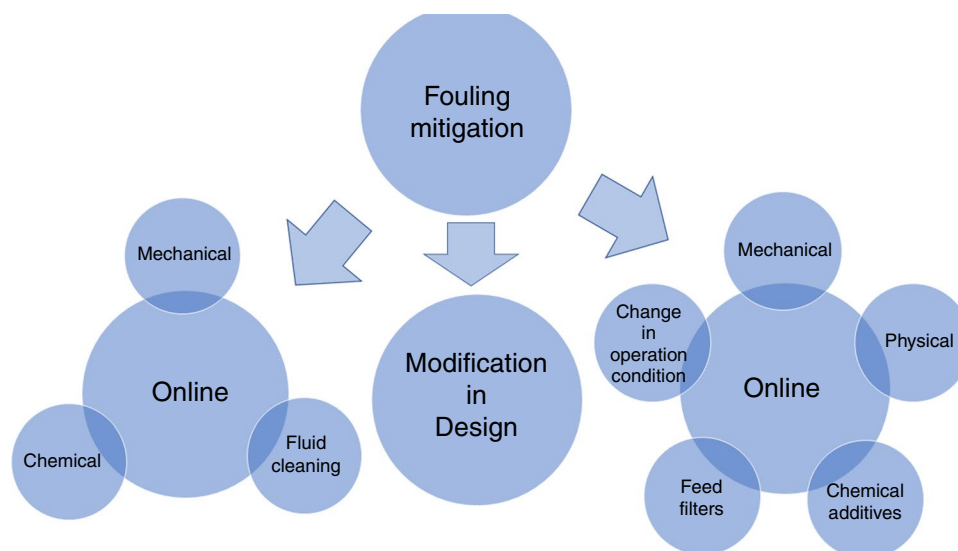 Fouling
mitigation
Mechanical
Online
Chemical
Fluid
cleaning
Modification
in
Design
Mechanical
Change
in
operation
condition
Physical
Online
Feed
filters
Chemical
additives